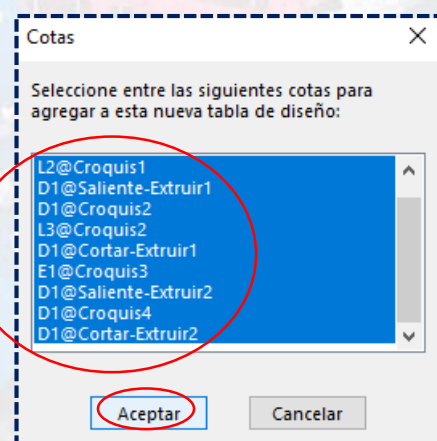 Cotas
Seleccione entre las siguientes cotas para
agregar a esta nueva tabla de diseño:
L2@Croquis1
D1@Saliente-Extruir1
D1@Croquis2
L3@Croquis2
D1@Cortar-Extruir1
E1@Croquis3
D1@Saliente-Extruir2
D1@Croquis4
D1@Cortar-Extruir2
Aceptar
Cancelar